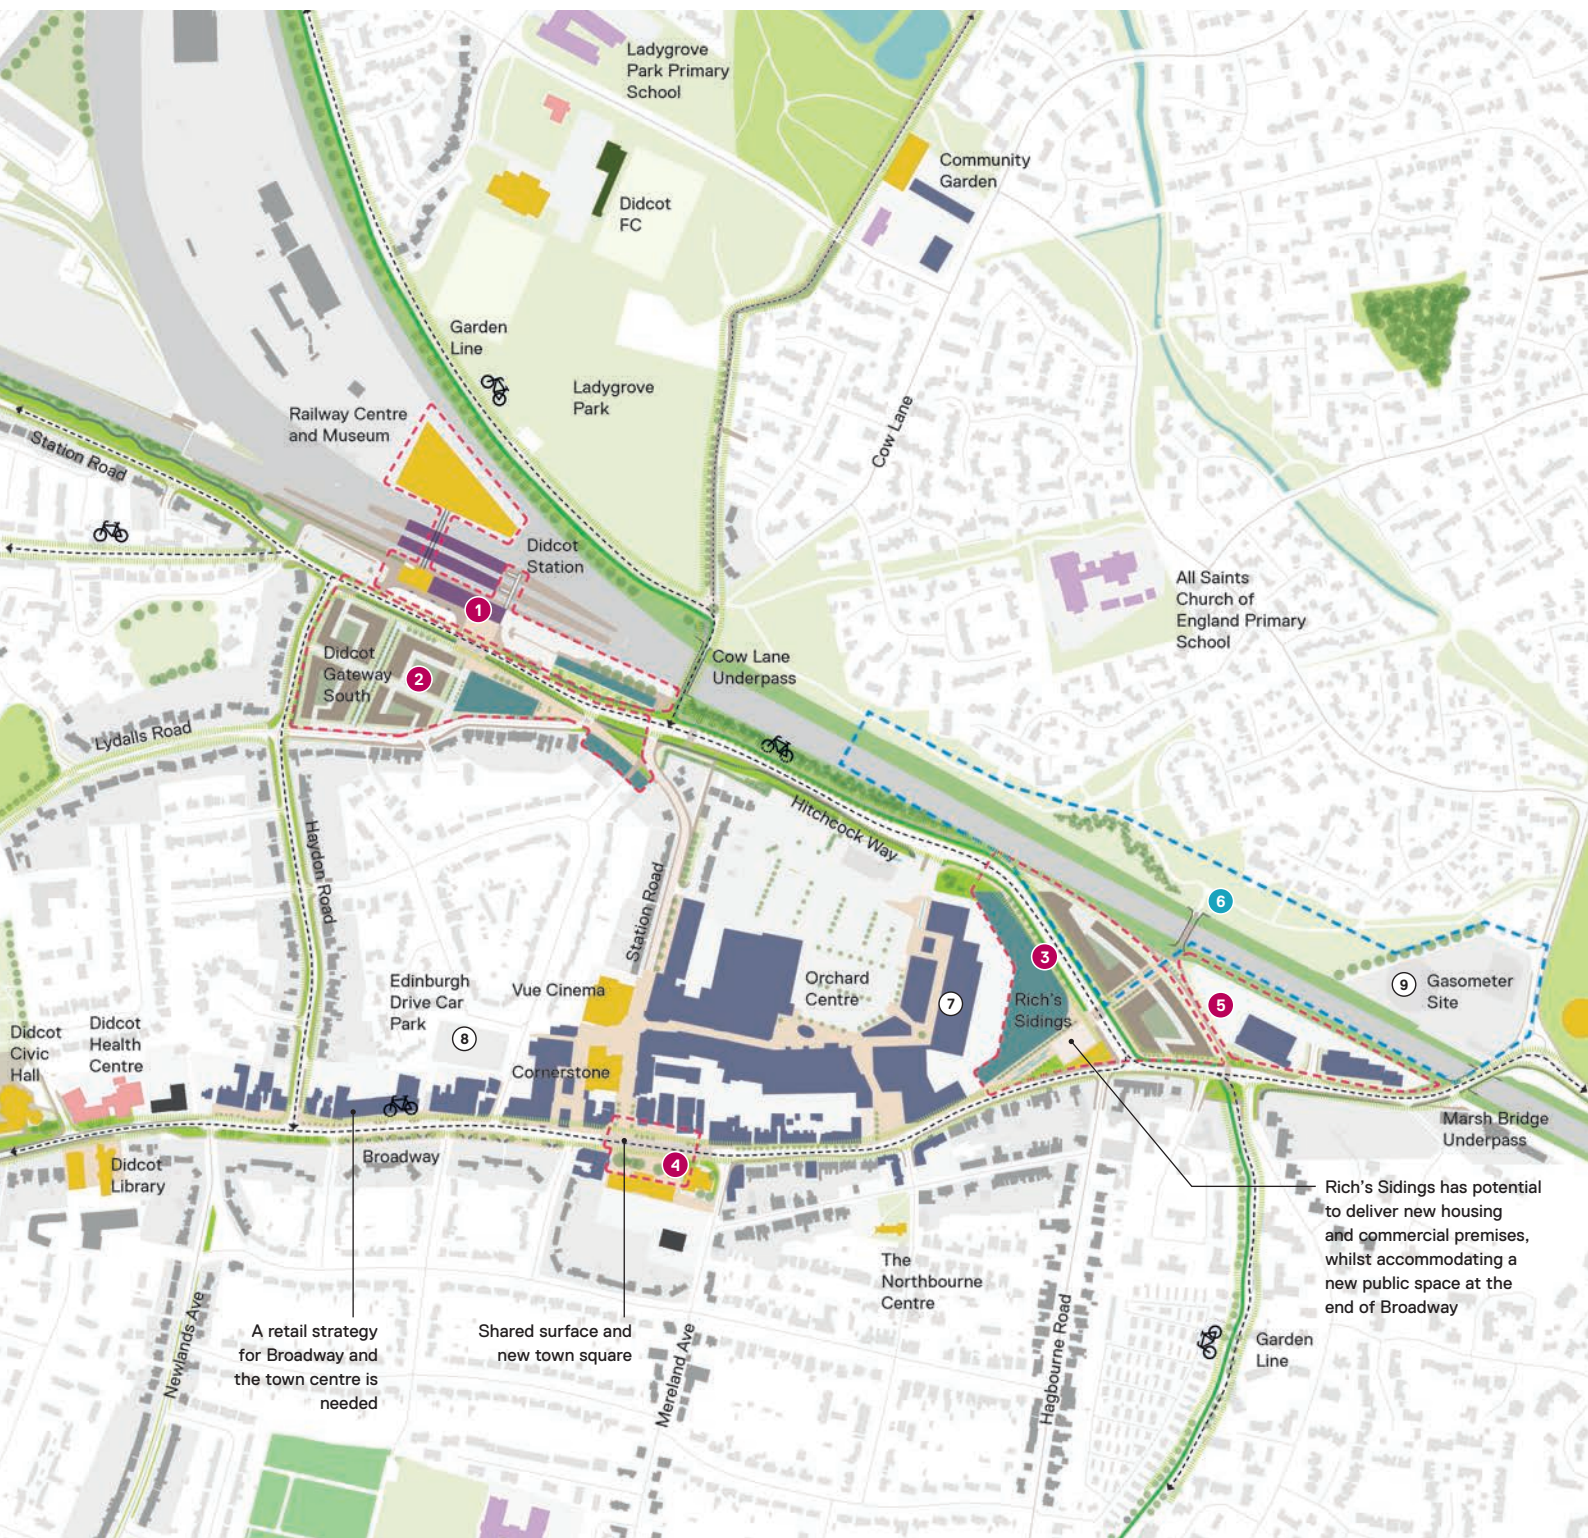 Ladygrove
Park Primary
School
Community
Garden
Didcot
FC
Garden
Line
Ladygrove
Park
Railway Centre
and Museum
Cow Lane
Station Road
Didcot
Station
1
All Saints
Church of
England Primary
School
Didcot
Gateway
South
2
Cow Lane
Underpass
Lydalls Road
Hitchcock Way
Haydon Road
Station Road
6
3
Edinburgh
Drive Car
Park
8
Vue Cinema
Orchard
Centre
7
Rich's
Sidings
5
9
Gasometer
Site
Didcot
Civic
Hall
Didcot
Health
Centre
Cornerstone
Marsh Bridge
Underpass
Broadway
4
Didcot
Library
Rich's Sidings has potential
to deliver new housing
and commercial premises,
whilst accommodating a
new public space at the
end of Broadway
The
Northbourne
Centre
Newlands Ave
A retail strategy
for Broadway and
the town centre is
needed
Shared surface and
new town square
Mereland Ave
Hagbourne Road
Garden
Line